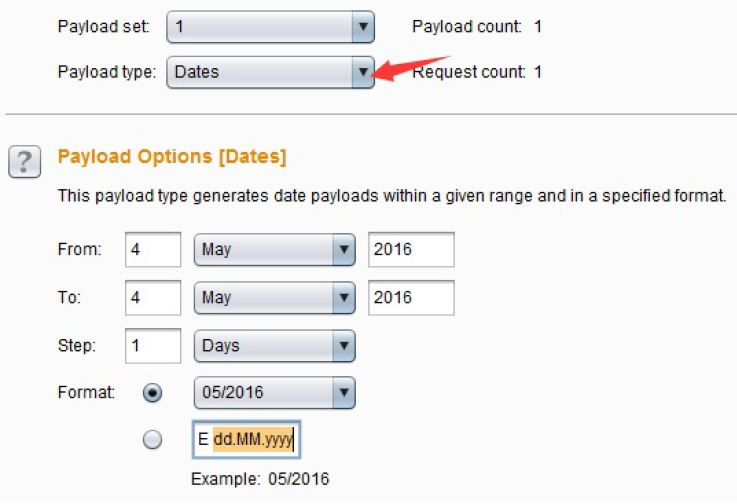 Payload set: 1 Payload count: 1
Payload type: Dates Request count: 1
? Payload Options [Dates]
This payload type generates date payloads within a given range and in a specified format.
From: 4 May 2016
To: 4 May 2016
Step: 1 Days
Format: 05/2016
E dd.MM.yyyy
Example: 05/2016